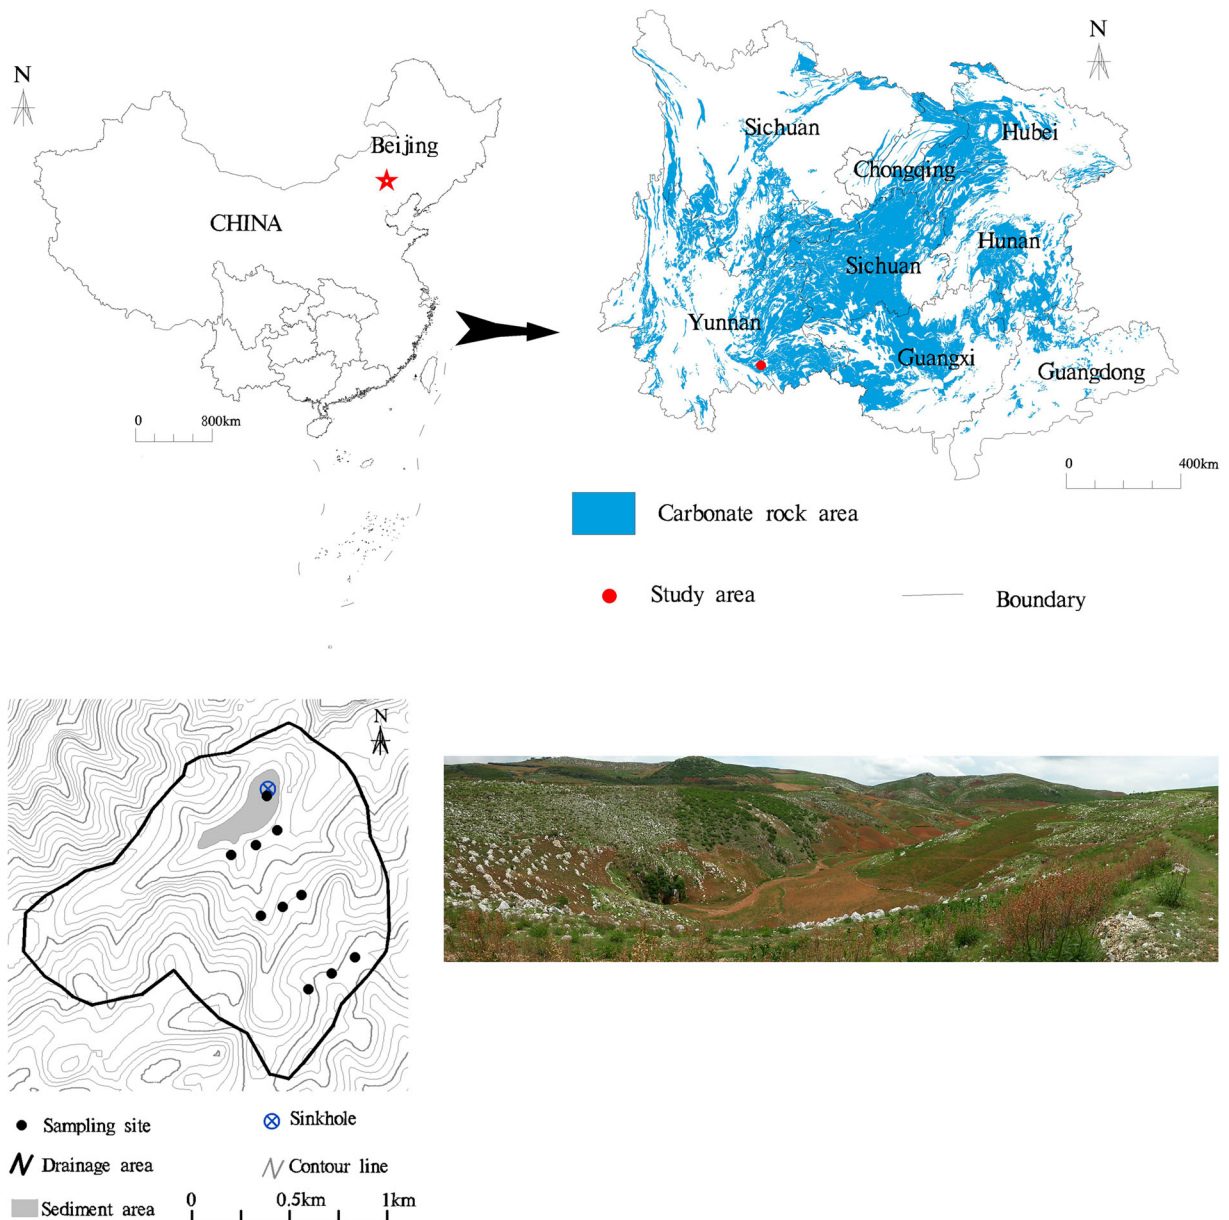 N
Beijing
CHINA
0 800km
N
Sichuan
Hubei
Chongqing
Hunan
Sichuan
Yunnan
Guangxi
Guangdong
0 400km
Carbonate rock area
Study area
Boundary
N
Sampling site
Sinkhole
Drainage area
Contour line
Sediment area
0 0.5km 1km